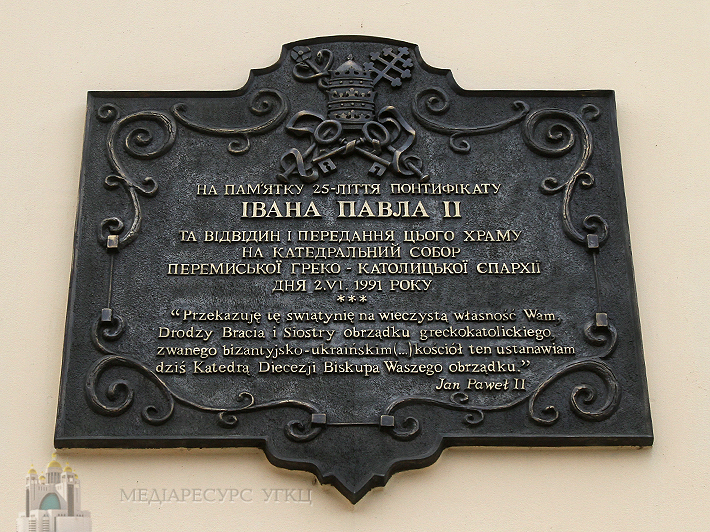 НА ПАМ'ЯТКУ 25-ЛІТТЯ ПОНТИФІКАТУ
ІВАНА ПАВЛА ІІ
ТА ВІДВІДИН І ПЕРЕДАННЯ ЦЬОГО ХРАМУ
НА КАТЕДРАЛЬНИЙ СОБОР
ПЕРЕМИСЬКОЇ ГРЕКО - КАТОЛИЦЬКОЇ ЄПАРХІЇ
ДНЯ 2.VI. 1991 РОКУ
***
“Przekazuję tę świątynię na wieczystą własność Wam,
Drodzy Bracia i Siostry obrządku greckokatolickiego,
zwanego bizantyjsko-ukraińskim(...) kościół ten ustanawiam
dziś Katedrą Diecezji Biskupa Waszego obrządku.”
Jan Paweł II
МЕДІАРЕСУРС УГКЦ